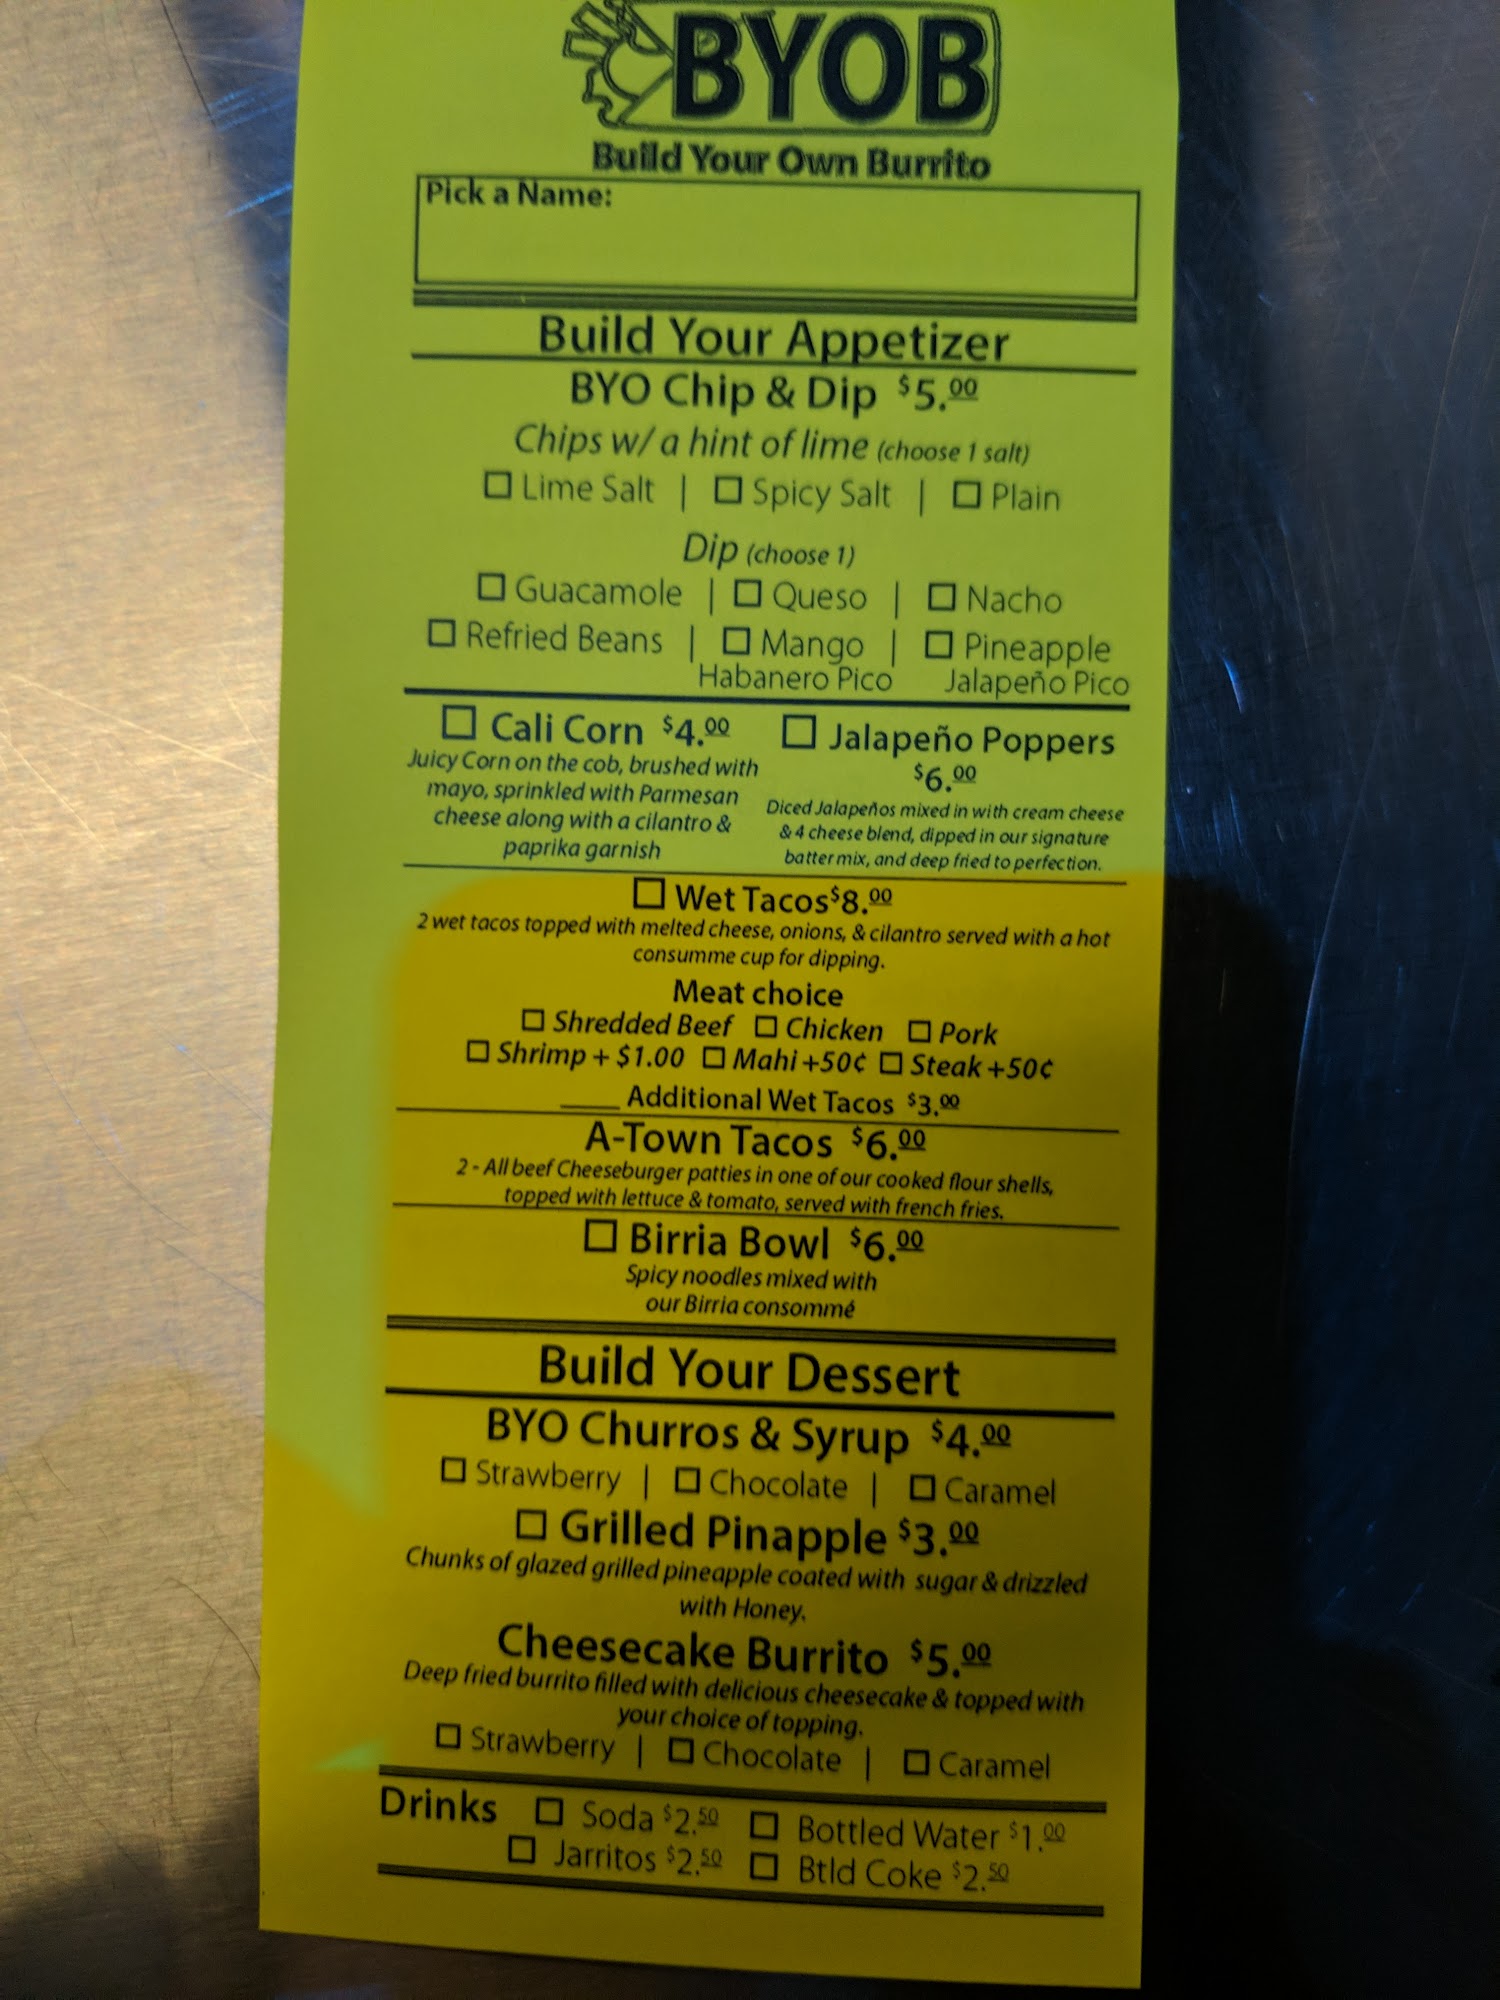 BYOB
Build Your Own Burrito
Pick a Name:
Build Your Appetizer
BYO Chip & Dip $5.00
Chips w/ a hint of lime (choose 1 salt)
Lime Salt | Spicy Salt | Plain
Dip (choose 1)
Guacamole | Queso | Nacho
Refried Beans | Mango | Pineapple
Habanero Pico Jalapeño Pico
Cali Corn $4.00
Juicy Corn on the cob, brushed with
mayo, sprinkled with Parmesan
cheese along with a cilantro &
paprika garnish
Jalapeño Poppers
$6.00
Diced Jalapeños mixed in with cream cheese
& 4 cheese blend, dipped in our signature
batter mix, and deep fried to perfection.
Wet Tacos $8.00
2 wet tacos topped with melted cheese, onions, & cilantro served with a hot
consumme cup for dipping.
Meat choice
Shredded Beef Chicken Pork
Shrimp + $1.00 Mahi +50¢ Steak +50¢
____ Additional Wet Tacos $3.00
A-Town Tacos $6.00
2 - All beef Cheeseburger patties in one of our cooked flour shells,
topped with lettuce & tomato, served with french fries.
Birria Bowl $6.00
Spicy noodles mixed with
our Birria consommé
Build Your Dessert
BYO Churros & Syrup $4.00
Strawberry | Chocolate | Caramel
Grilled Pinapple $3.00
Chunks of glazed grilled pineapple coated with sugar & drizzled
with Honey.
Cheesecake Burrito $5.00
Deep fried burrito filled with delicious cheesecake & topped with
your choice of topping.
Strawberry | Chocolate | Caramel
Drinks Soda $2.50 Bottled Water $1.00
Jarritos $2.50 Btld Coke $2.50